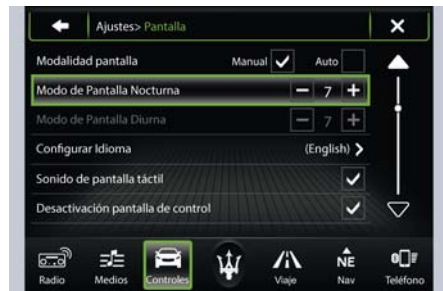 Ajustes> Pantalla
Modalidad pantalla Manual Auto
Modo de Pantalla Nocturna 7
Modo de Pantalla Diurna 7
Configurar Idioma (English)
Sonido de pantalla táctil
Desactivación pantalla de control
NE
Radio Medios Controles Viaje Nav Teléfono